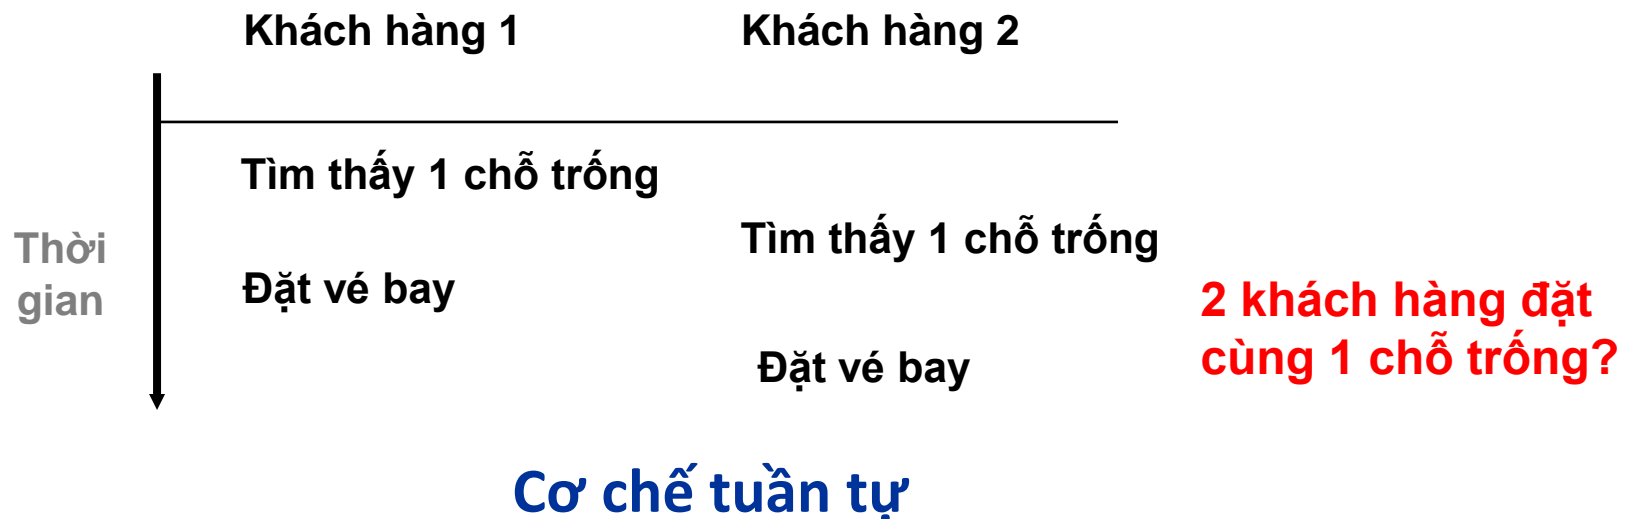 Khách hàng 1
Khách hàng 2
Tìm thấy 1 chỗ trống
Tìm thấy 1 chỗ trống
Thời
gian
Đặt vé bay
2 khách hàng đặt
cùng 1 chỗ trống?
Đặt vé bay
Cơ chế tuần tự